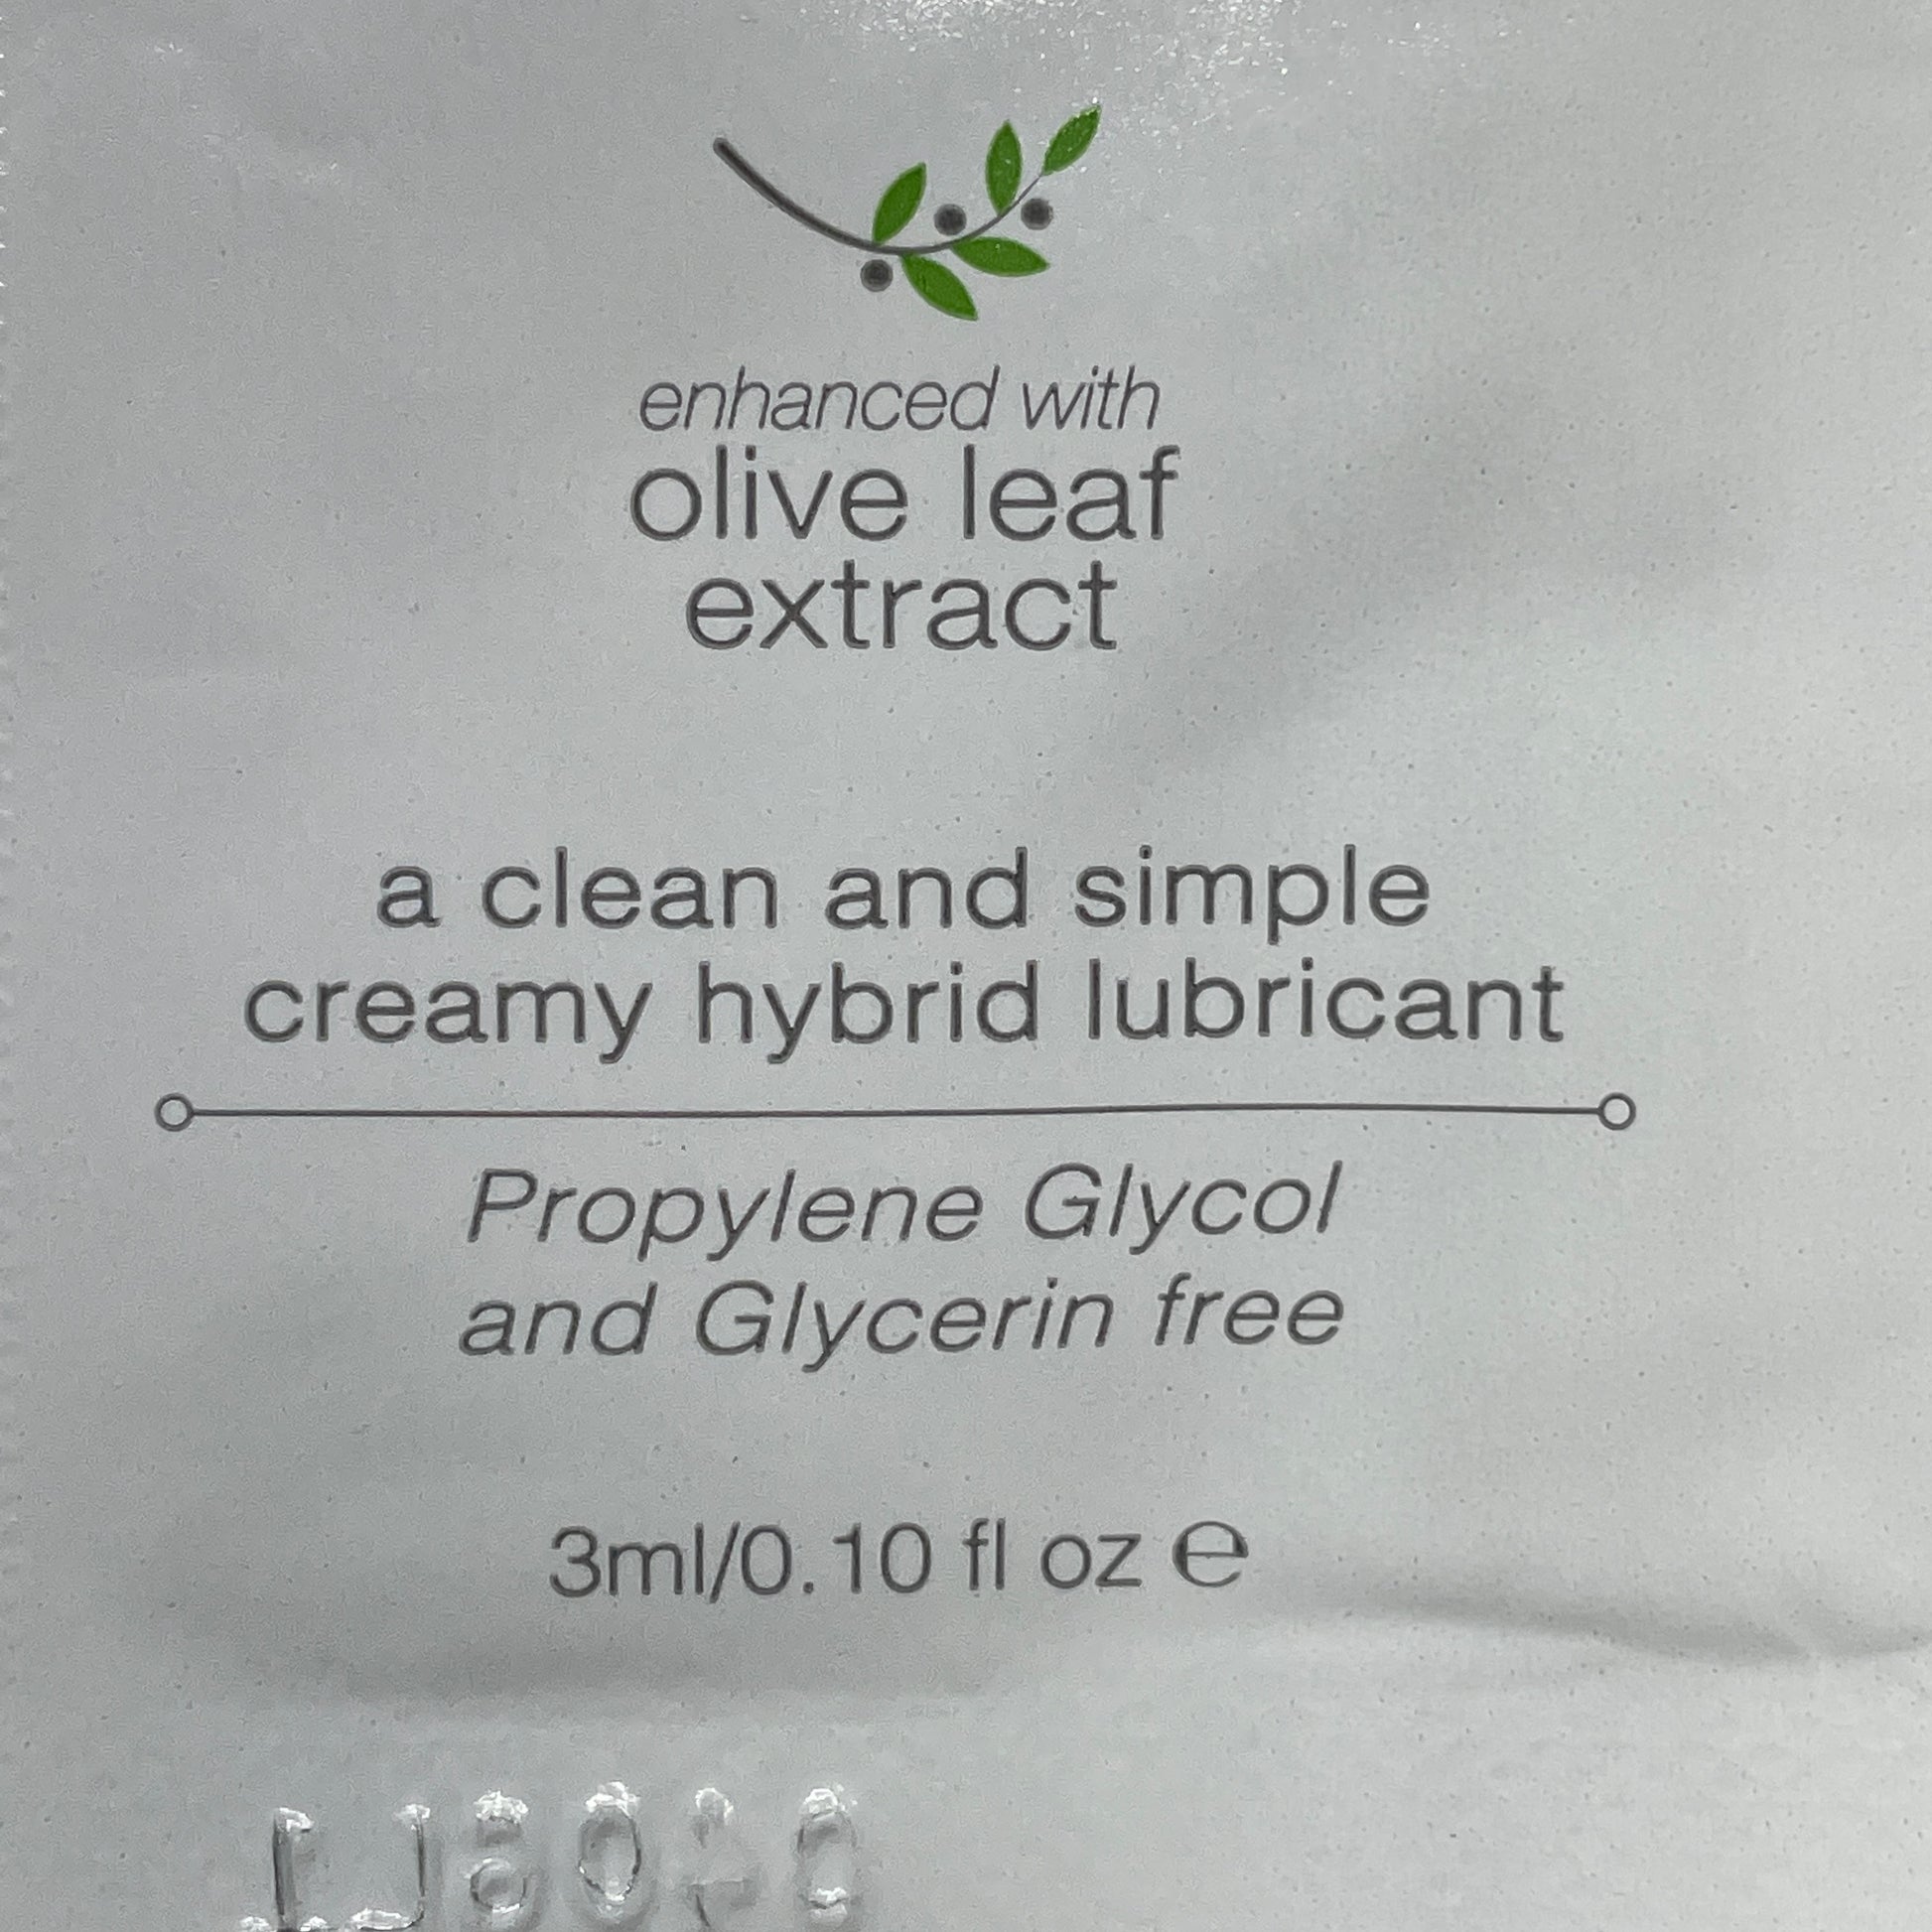 enhanced with
olive leaf
extract
a clean and simple
creamy hybrid lubricant
Propylene Glycol
and Glycerin free
3ml/0.10 fl oz ℮